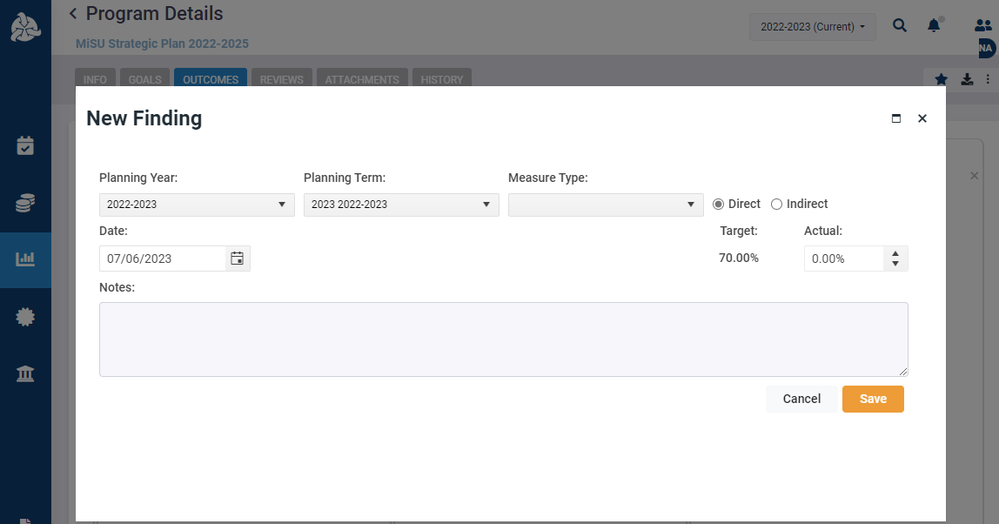 Program Details
2022-2023 (Current)
MiSU Strategic Plan 2022-2025
NA
INFO GOALS OUTCOMES REVIEWS ATTACHMENTS HISTORY
New Finding
Planning Year: Planning Term: Measure Type:
2022-2023 2023 2022-2023 Direct Indirect
Date: Target: Actual:
07/06/2023 70.00% 0.00%
Notes:
Cancel Save